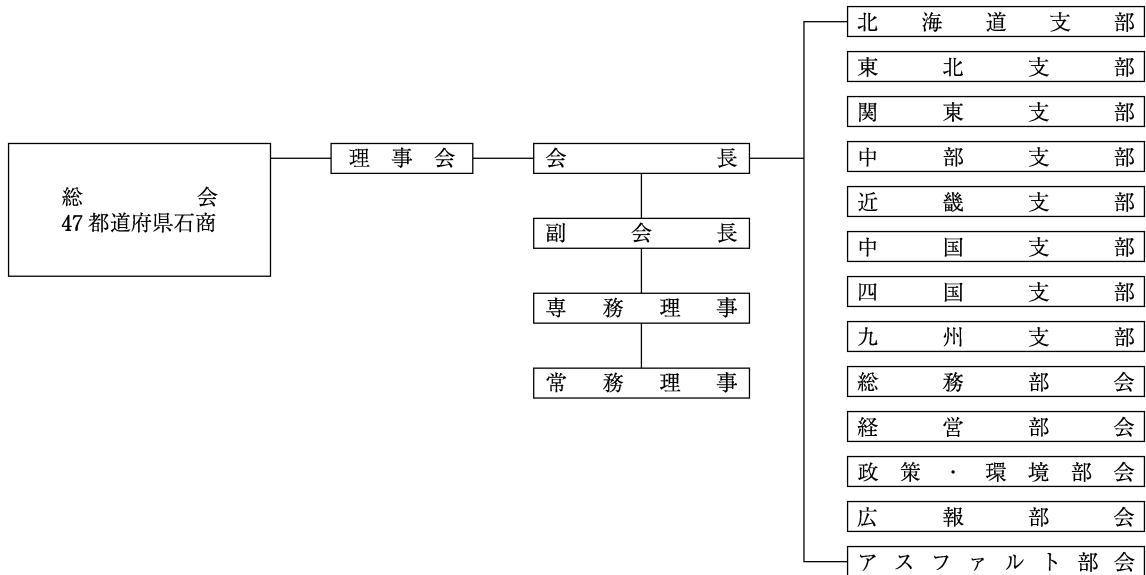 総会
47都道府県石商
理事会
会長
副会長
専務理事
常務理事
北海道支部
東北支部
関東支部
中部支部
近畿支部
中国支部
四国支部
九州支部
総務部会
経営部会
政策・環境部会
広報部会
アスファルト部会